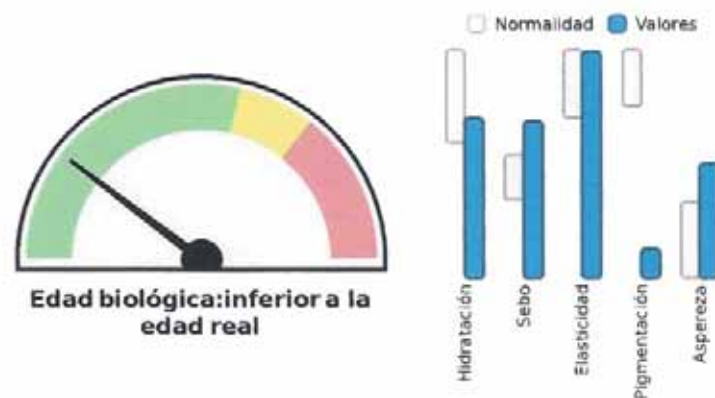 Normalidad
Valores
Edad biológica:inferior a la
edad real
Hidratación
Sebo
Elasticidad
Pigmentación
Aspereza